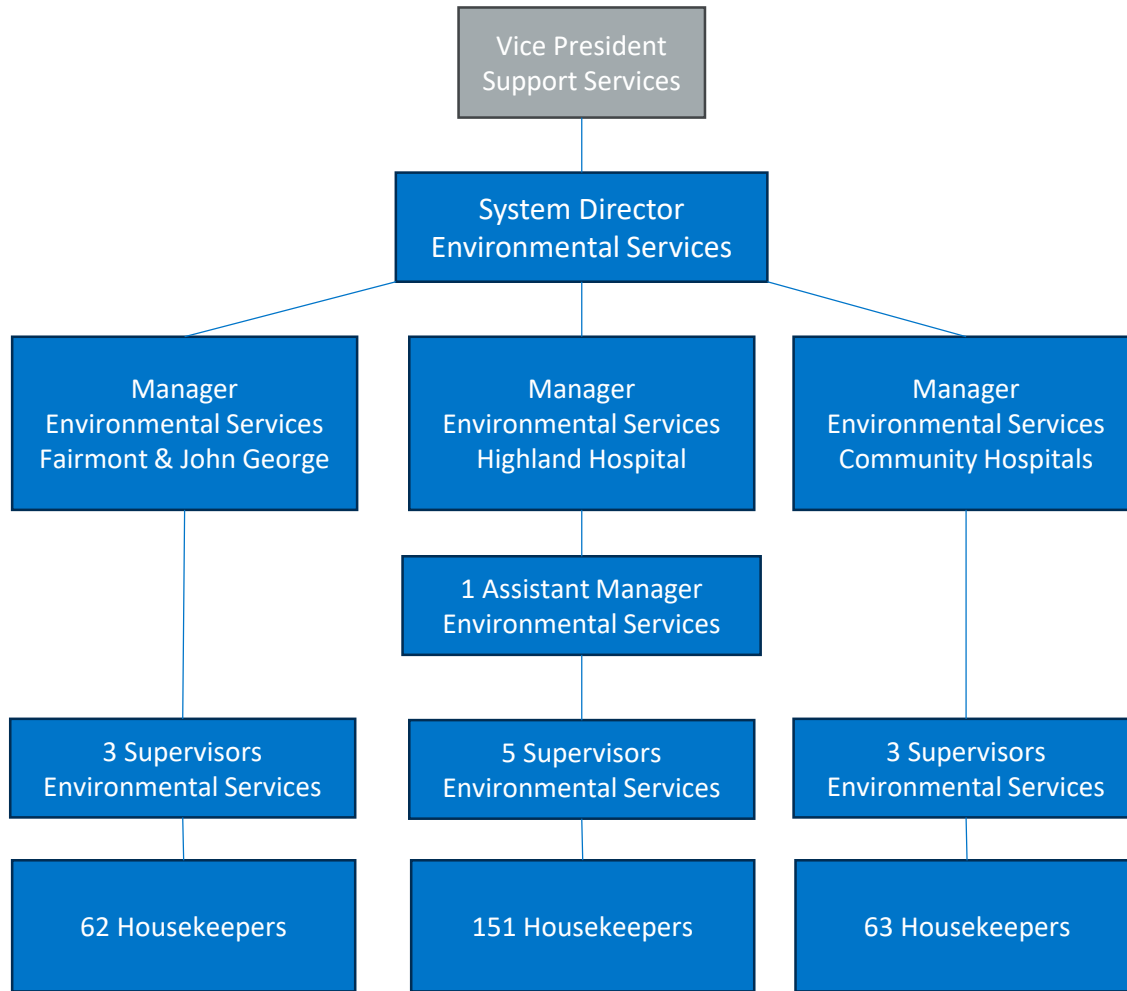 Vice President
Support Services
System Director
Environmental Services
Manager
Environmental Services
Fairmont & John George
Manager
Environmental Services
Highland Hospital
Manager
Environmental Services
Community Hospitals
1 Assistant Manager
Environmental Services
3 Supervisors
Environmental Services
5 Supervisors
Environmental Services
3 Supervisors
Environmental Services
62 Housekeepers
151 Housekeepers
63 Housekeepers